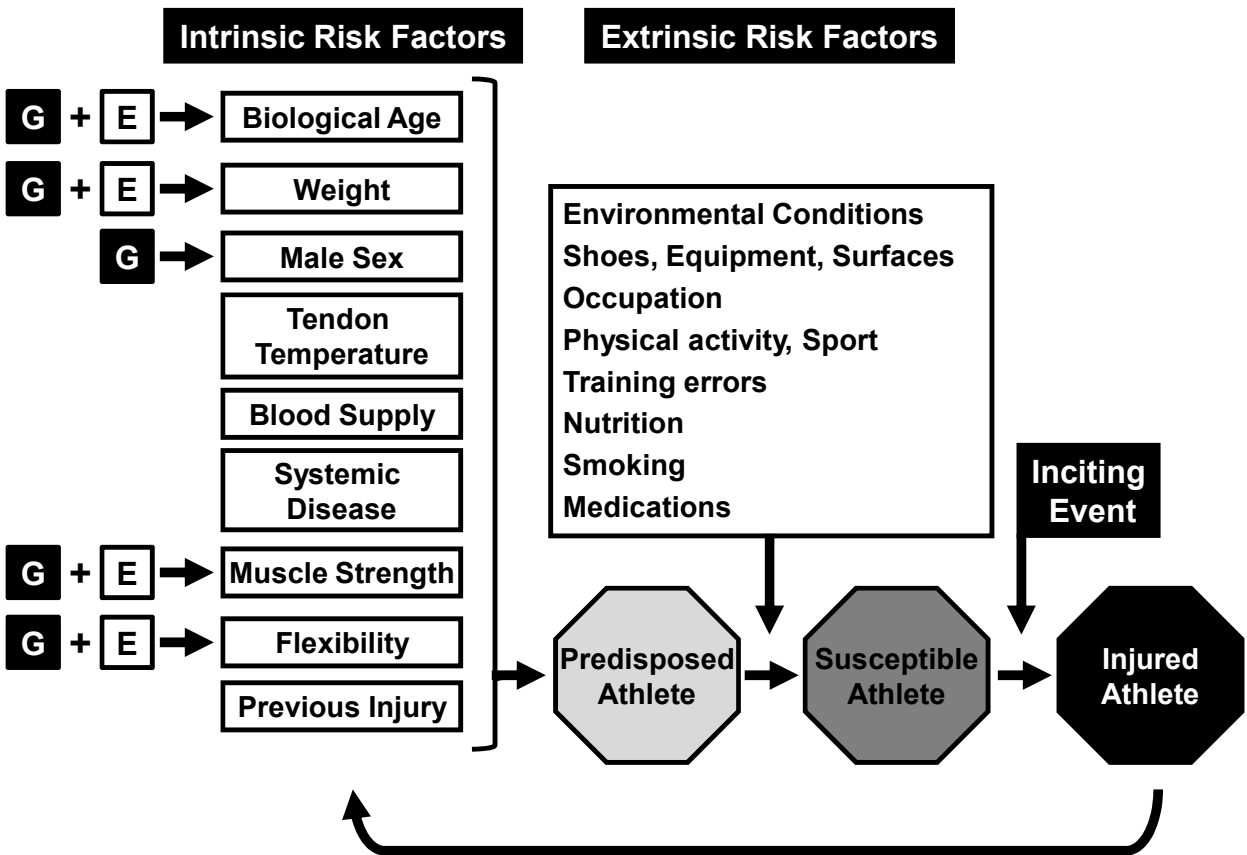 Intrinsic Risk Factors
Extrinsic Risk Factors
G + E Biological Age
G + E Weight
G Male Sex
Tendon
Temperature
Blood Supply
Systemic
Disease
G + E Muscle Strength
G + E Flexibility
Previous Injury
Environmental Conditions
Shoes, Equipment, Surfaces
Occupation
Physical activity, Sport
Training errors
Nutrition
Smoking
Medications
Inciting
Event
Predisposed
Athlete
Susceptible
Athlete
Injured
Athlete